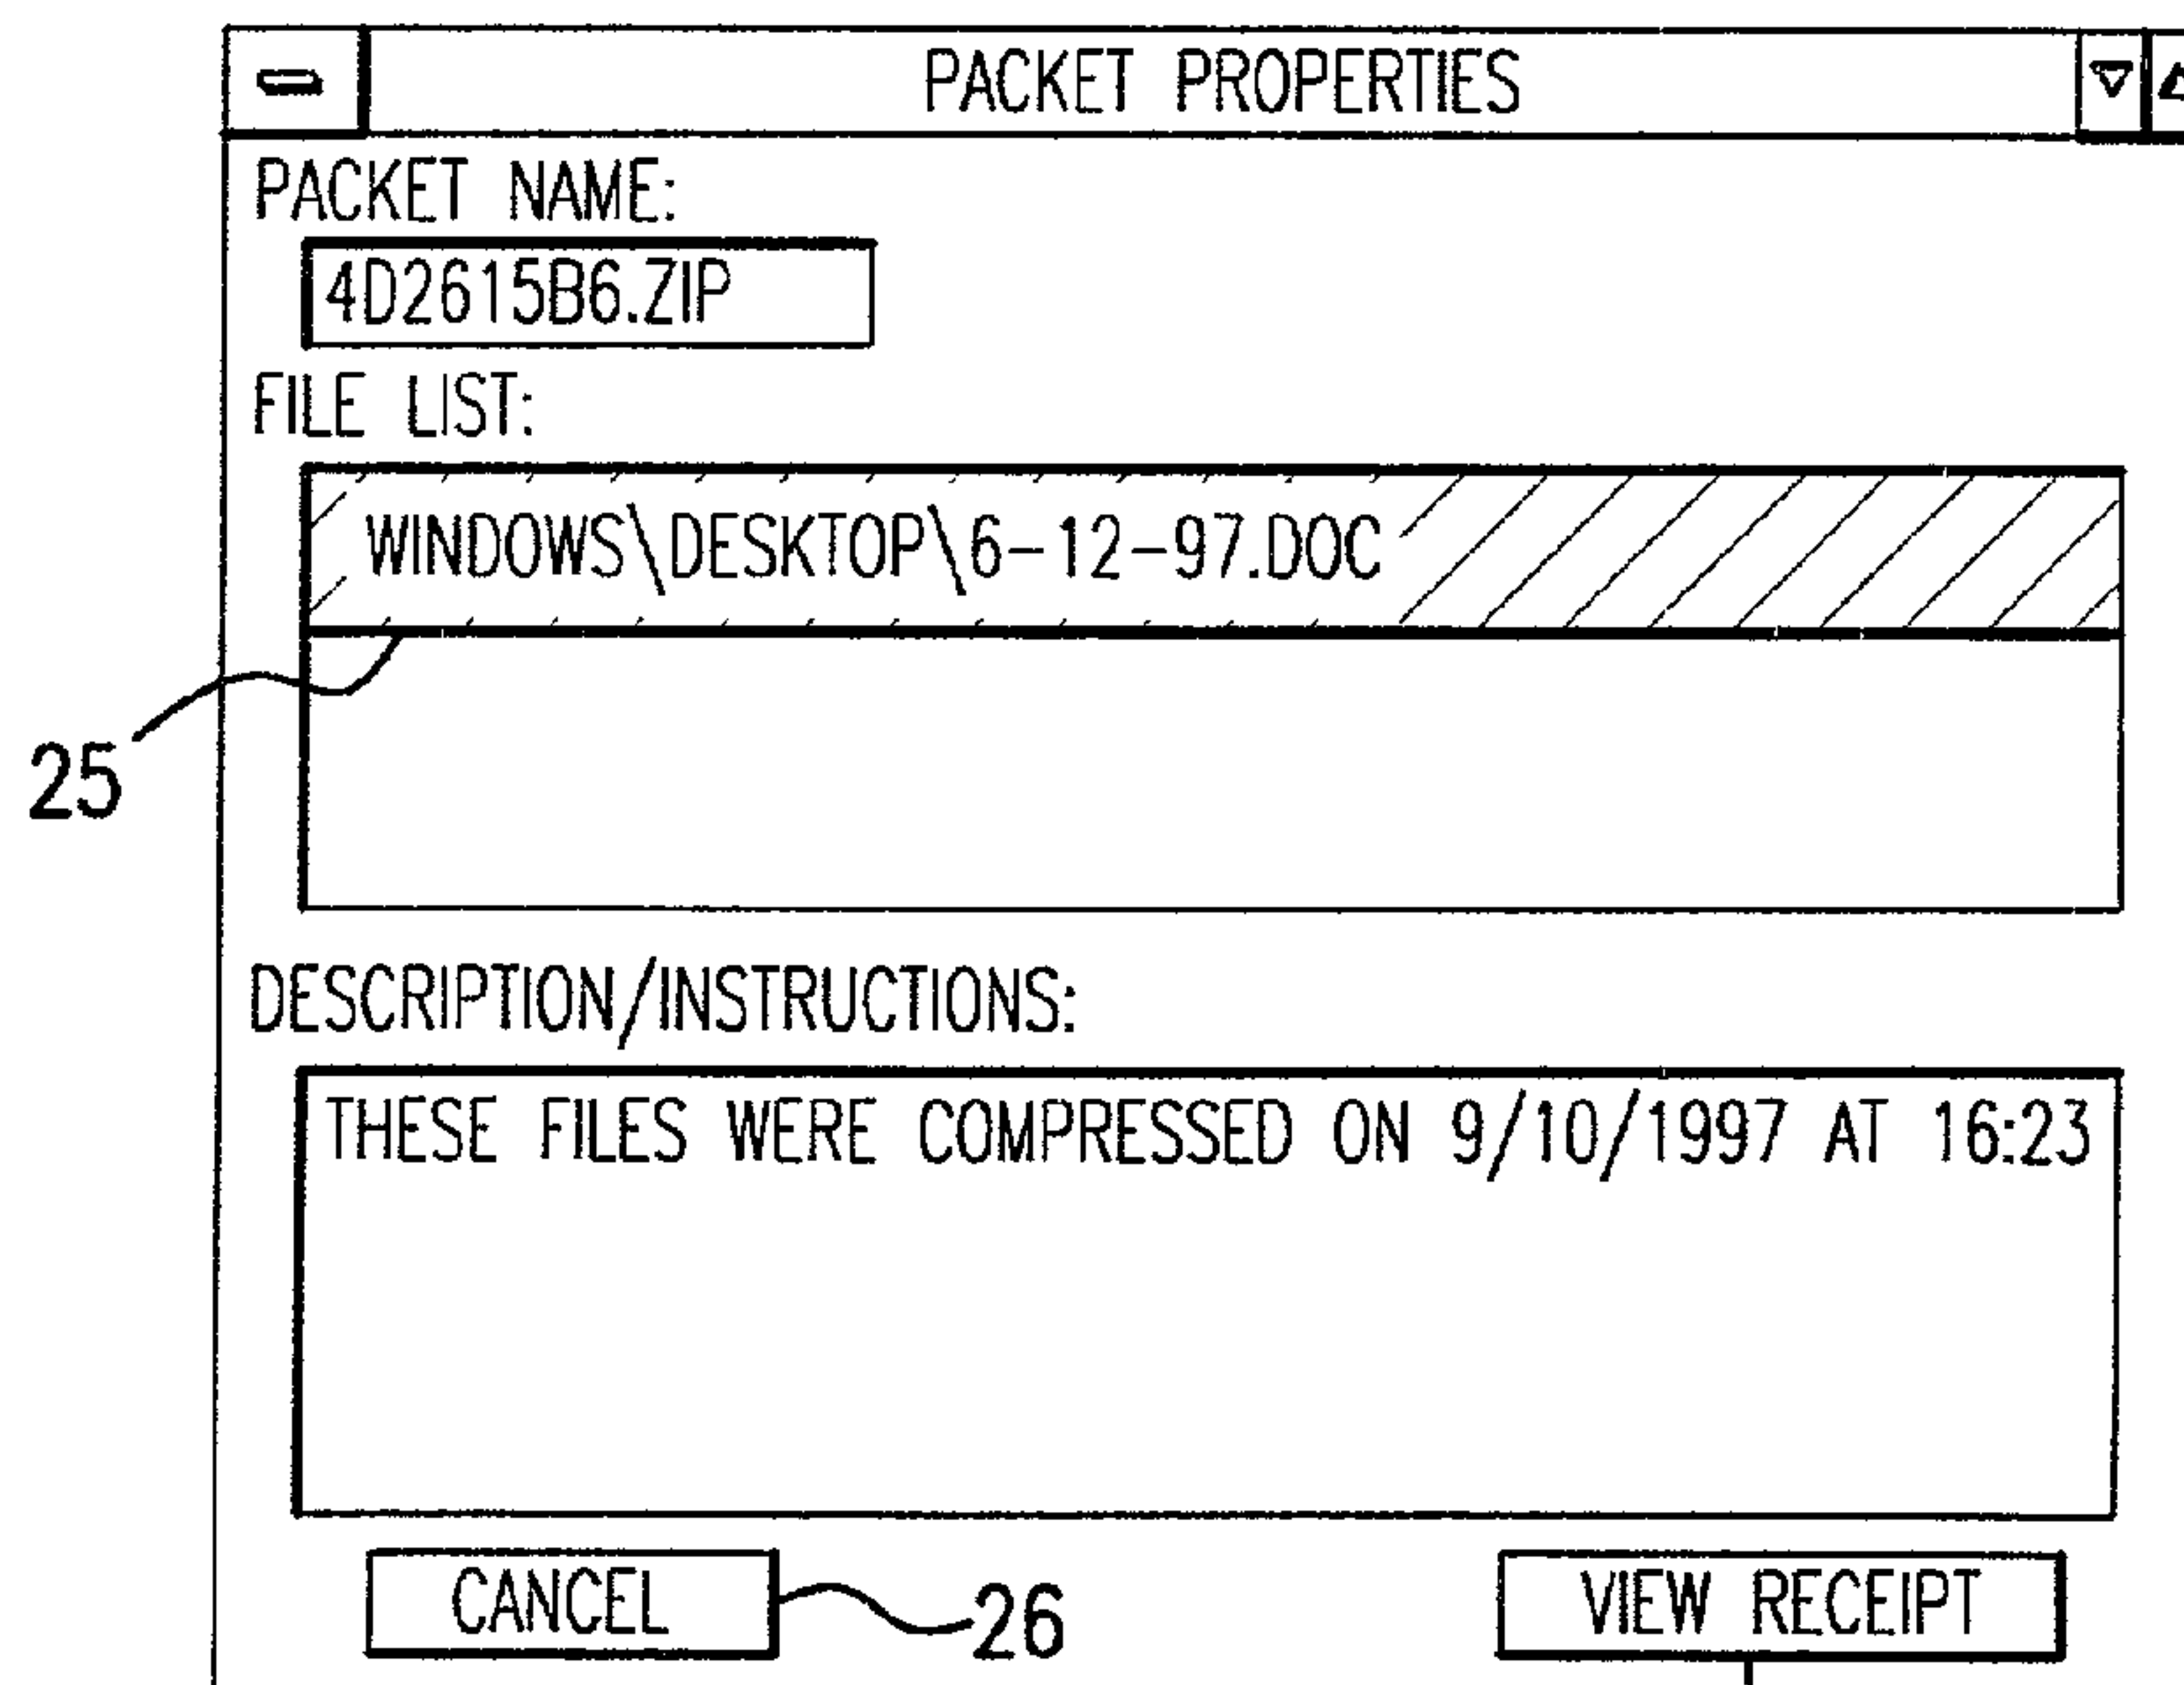 PACKET PROPERTIES
PACKET NAME:
4D2615B6.ZIP
FILE LIST:
WINDOWS\DESKTOP\6-12-97.DOC
25
DESCRIPTION/INSTRUCTIONS:
THESE FILES WERE COMPRESSED ON 9/10/1997 AT 16:23
CANCEL
26
VIEW RECEIPT